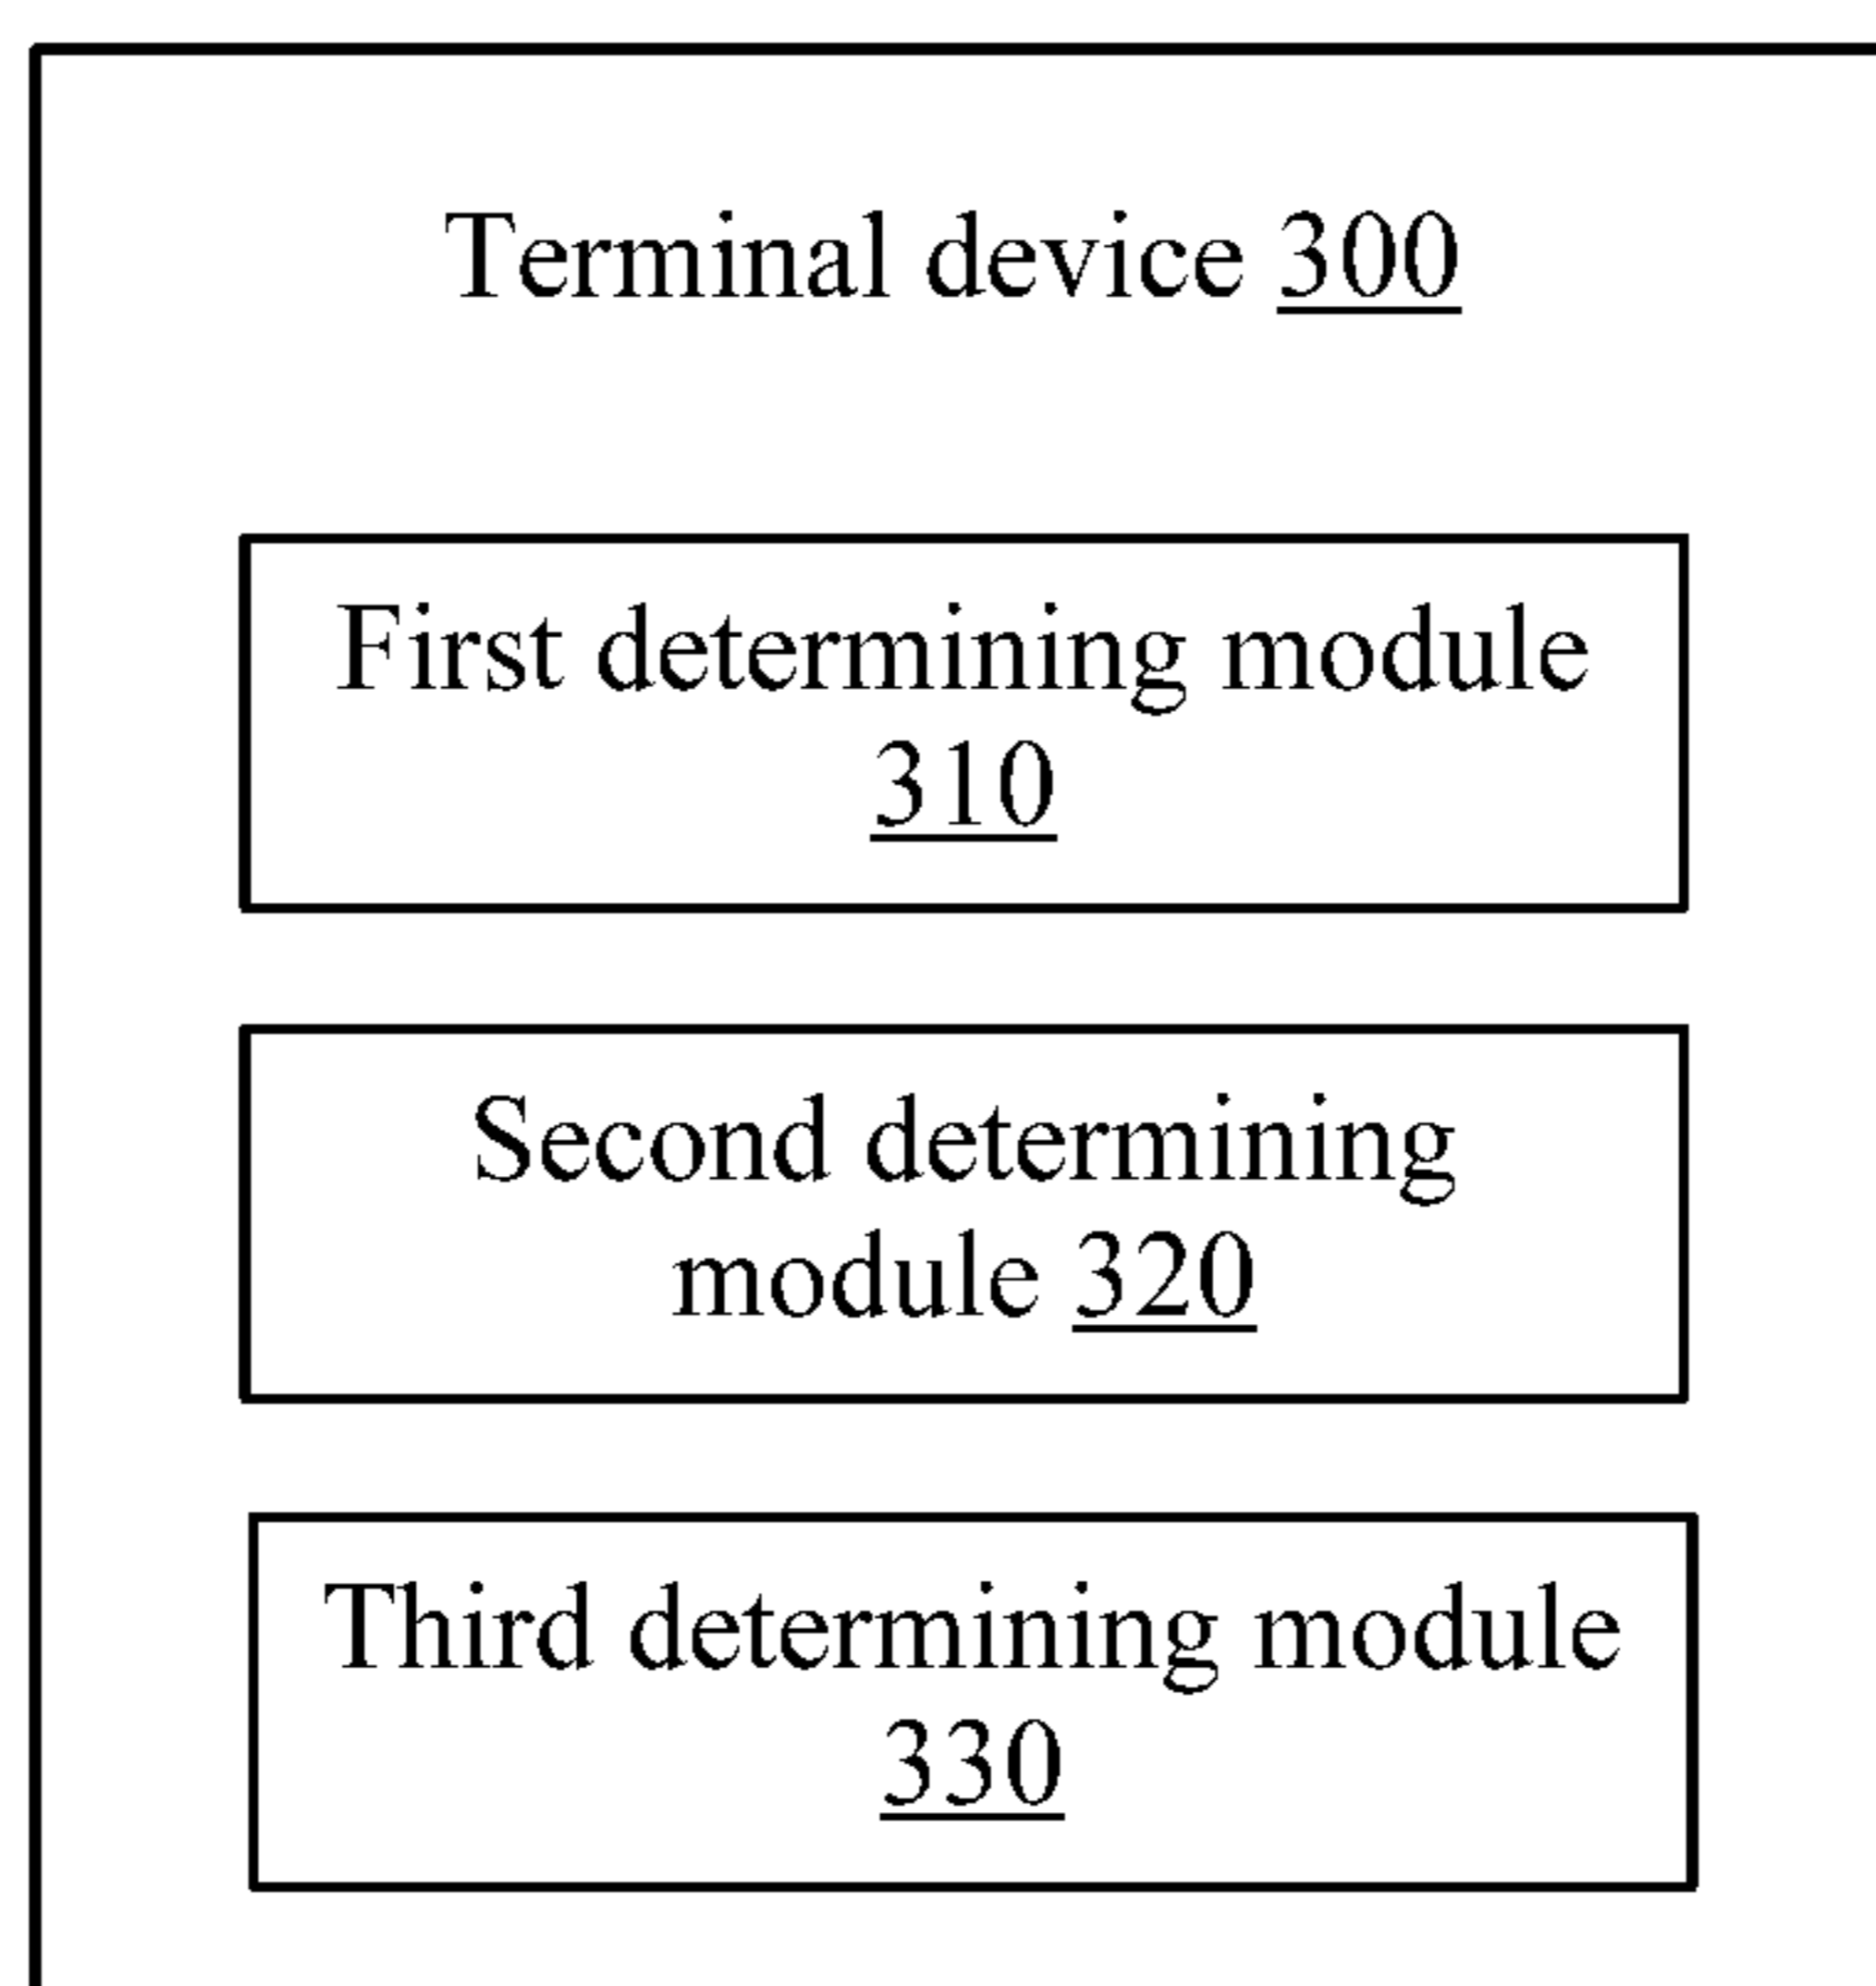 Terminal device 300
First determining module
310
Second determining
module 320
Third determining module
330